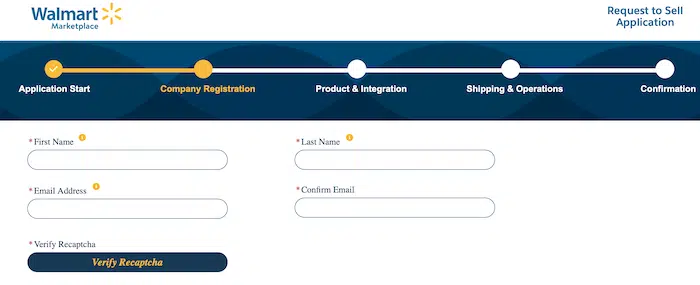 Walmart
Marketplace
Request to Sell
Application
Application Start
Company Registration
Product & Integration
Shipping & Operations
Confirmation
* First Name
* Last Name
* Email Address
* Confirm Email
* Verify Recaptcha
Verify Recaptcha